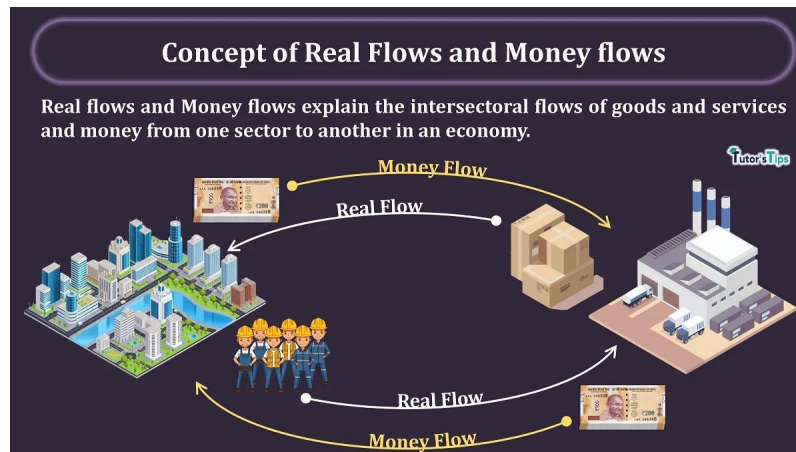 Concept of Real Flows and Money flows
Real flows and Money flows explain the intersectoral flows of goods and services
and money from one sector to another in an economy.
Tutor'sTips
Money Flow
Real Flow
Real Flow
Money Flow